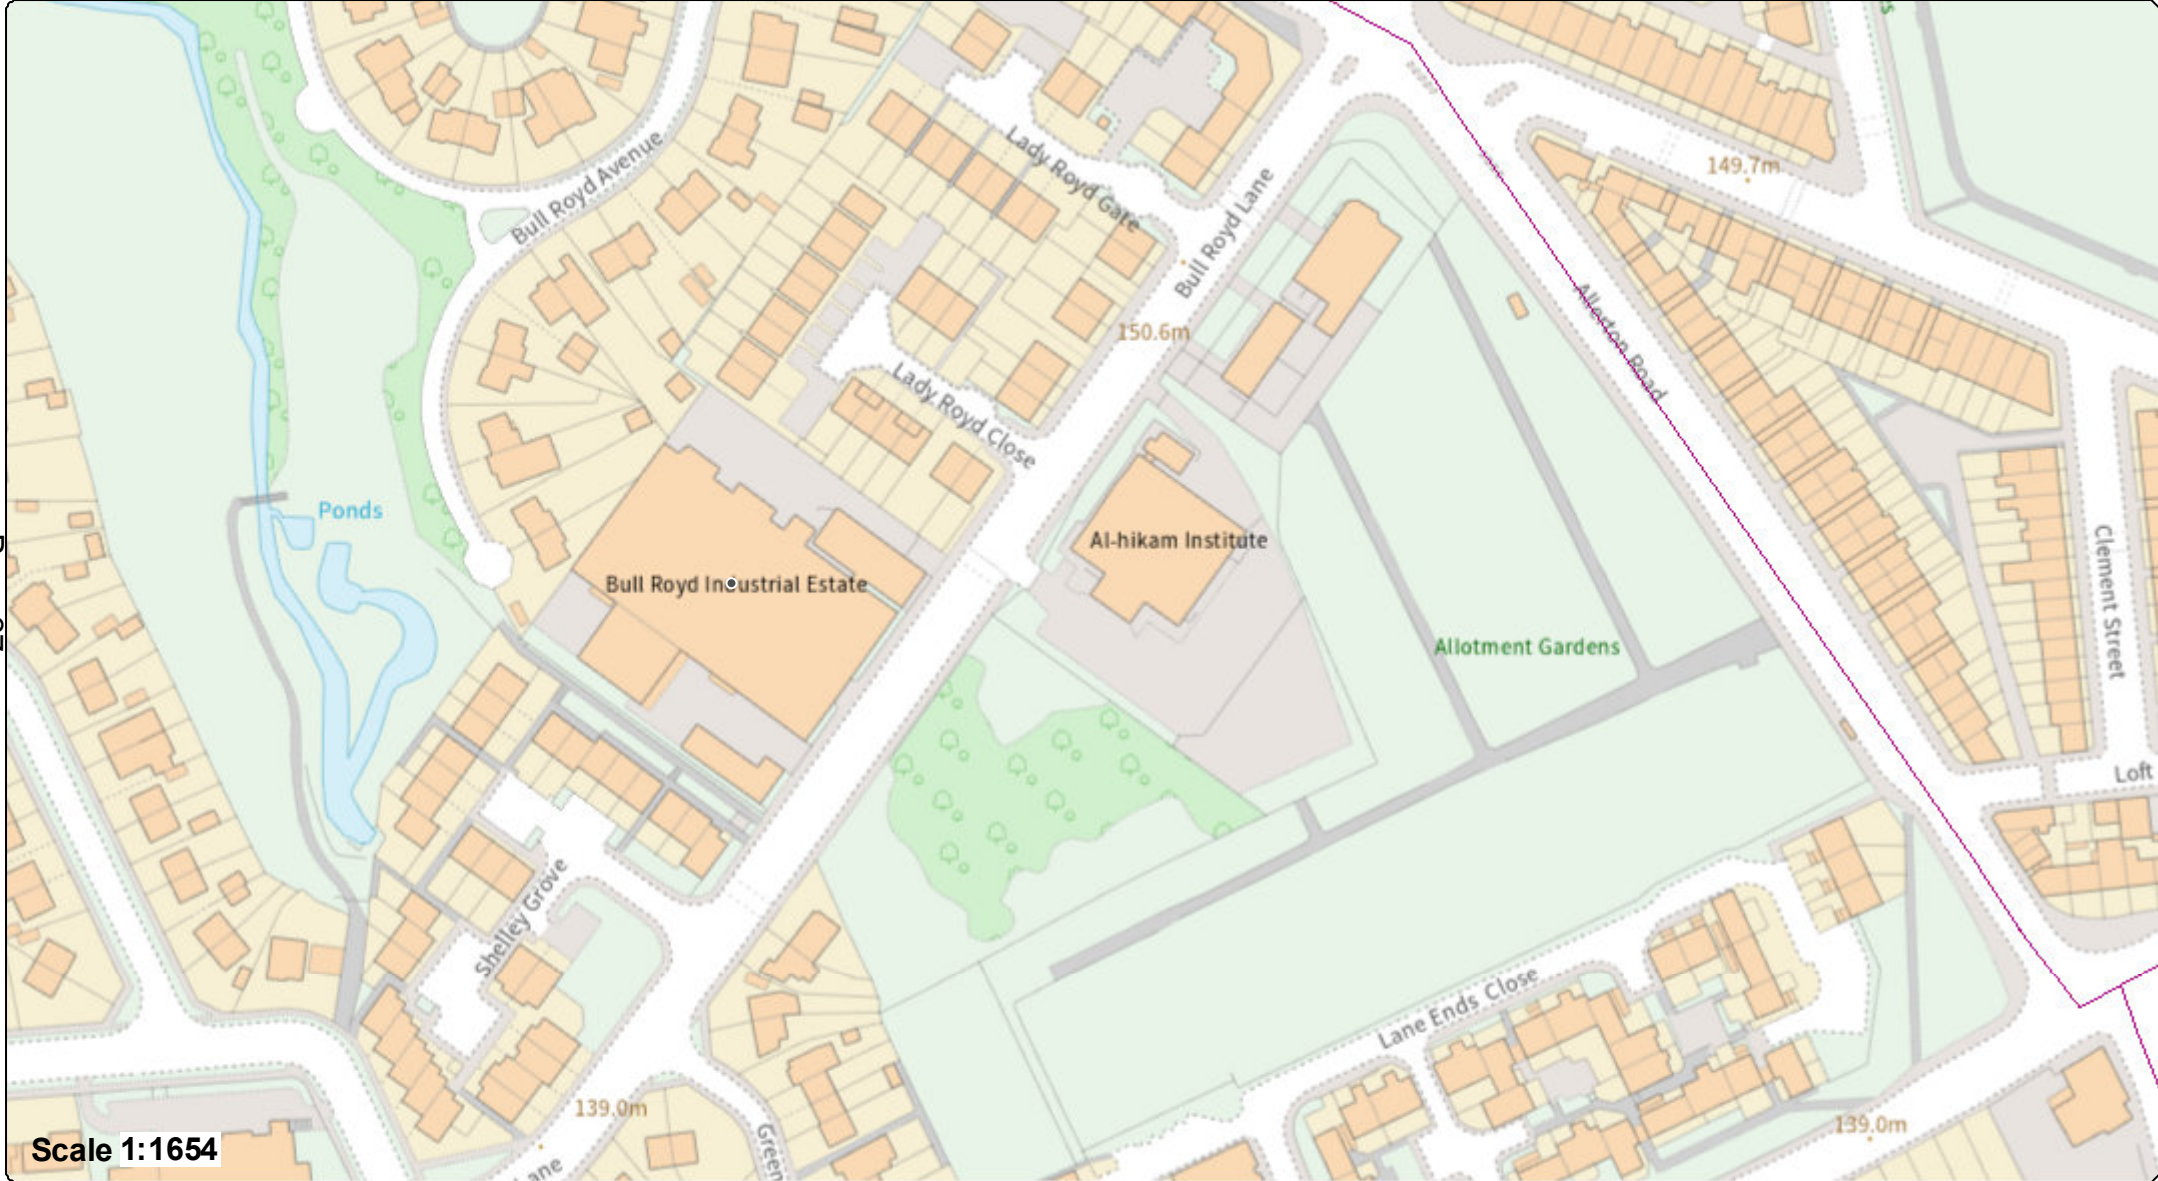 149.7m
Bull Royd Avenue
Lady Royd Gate
Bull Royd Lane
150.6m
Allerton Road
Lady Royd Close
Ponds
Al-hikam Institute
Bull Royd Industrial Estate
Clement Street
Allotment Gardens
Loft
Shelley Grove
Lane Ends Close
139.0m
139.0m
Green
Lane
Scale 1:1654